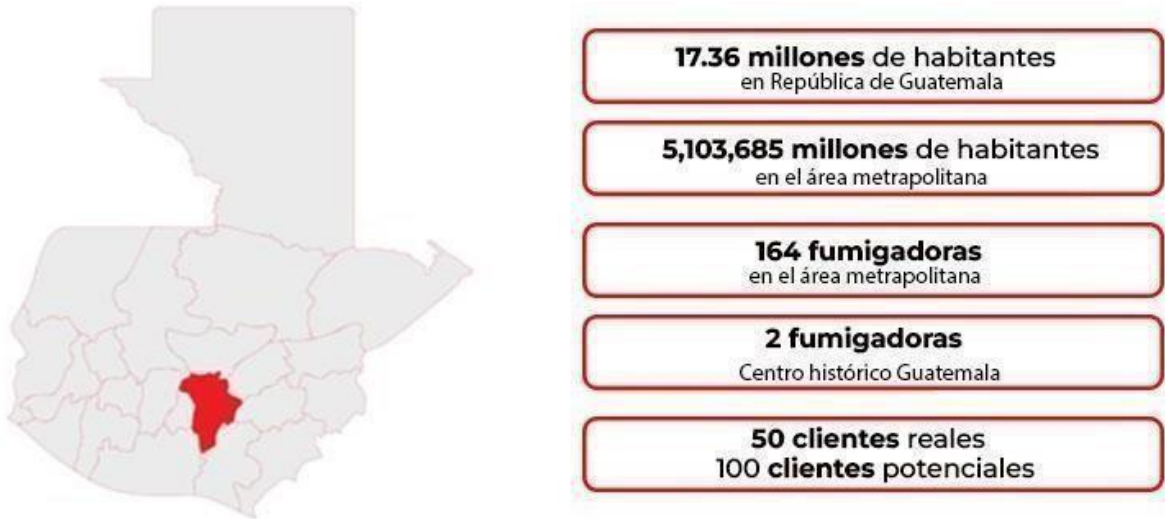 17.36 millones de habitantes
en República de Guatemala
5,103,685 millones de habitantes
en el área metrapolitana
164 fumigadoras
en el área metrapolitana
2 fumigadoras
Centro histórico Guatemala
50 clientes reales
100 clientes potenciales